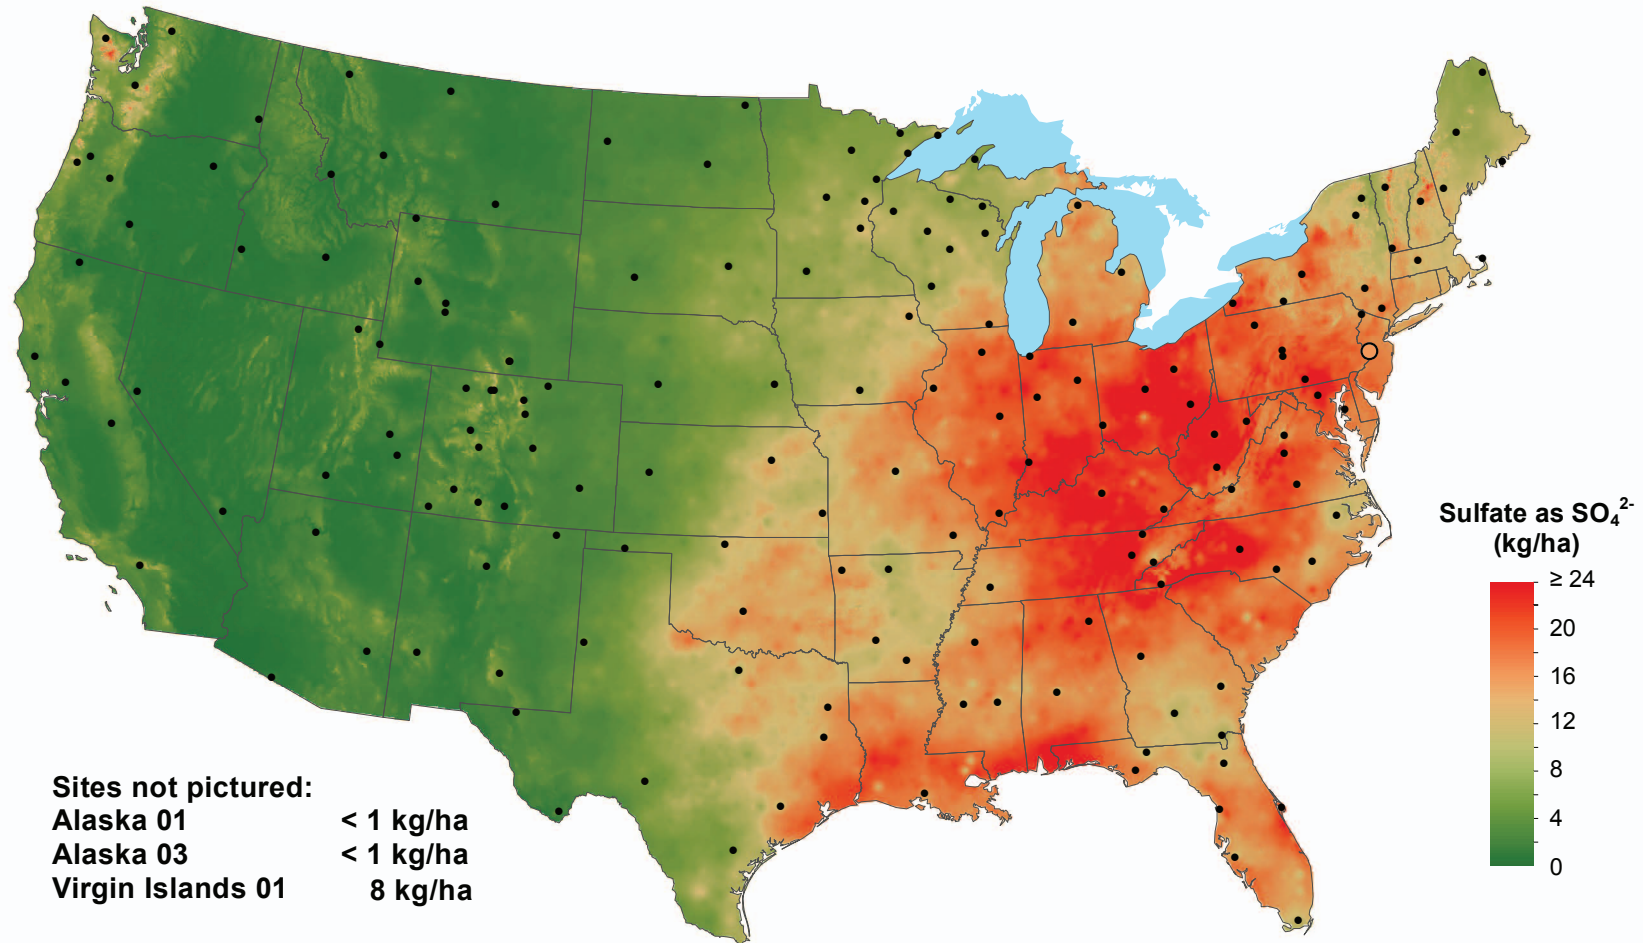 Sulfate as SO₄²⁻
(kg/ha)
≥ 24
20
16
12
8
4
0
Sites not pictured:
Alaska 01 < 1 kg/ha
Alaska 03 < 1 kg/ha
Virgin Islands 01 8 kg/ha